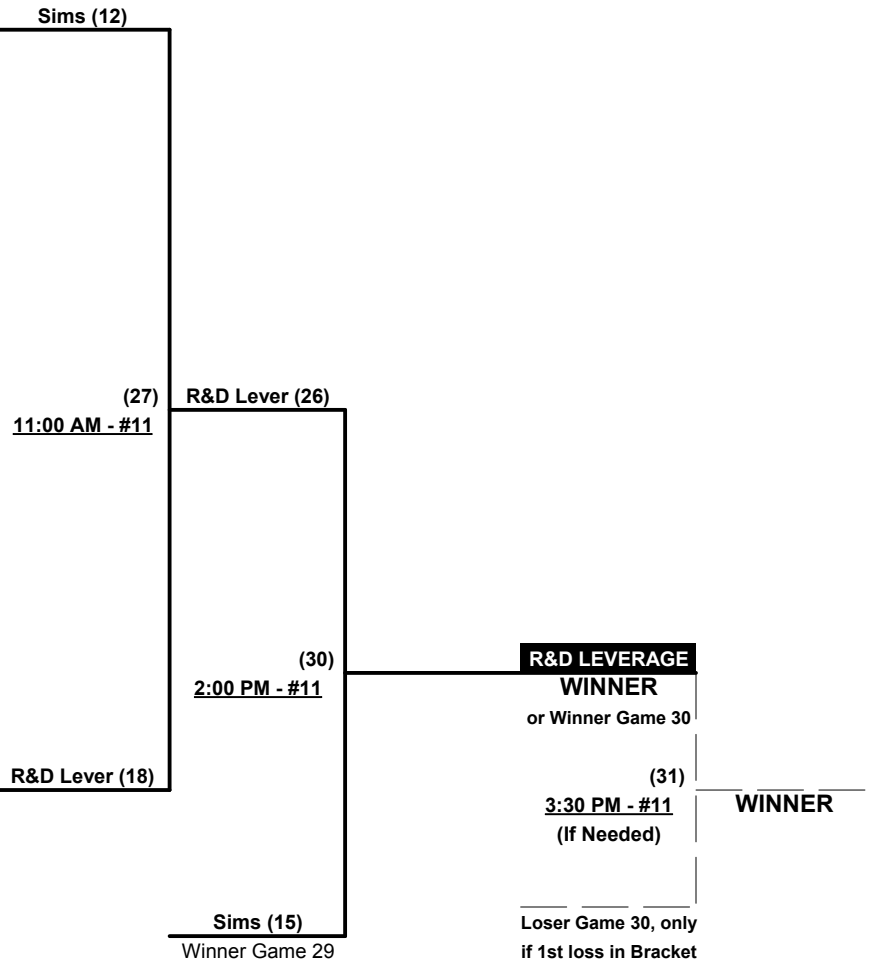 Sims (12)
(27)
11:00 AM - #11
R&D Lever (26)
(30)
2:00 PM - #11
R&D LEVERAGE
WINNER
or Winner Game 30
R&D Lever (18)
(31)
3:30 PM - #11
(If Needed)
WINNER
Sims (15)
Winner Game 29
Loser Game 30, only
if 1st loss in Bracket